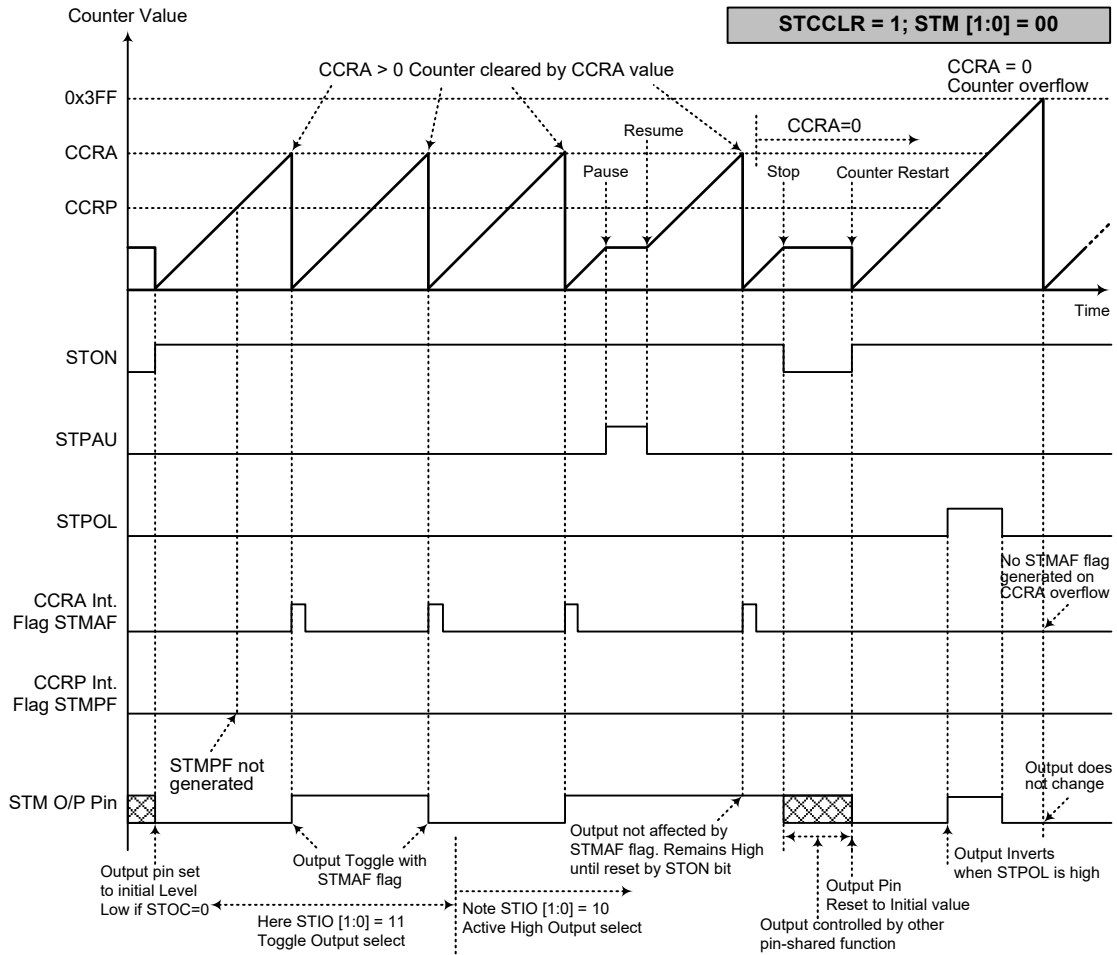 Counter Value
STCCLR = 1; STM [1:0] = 00
CCRA > 0 Counter cleared by CCRA value
CCRA = 0
Counter overflow
0x3FF
CCRA=0
Resume
CCRA
Pause
Stop
Counter Restart
CCRP
Time
STON
STPAU
STPOL
No STMAF flag
generated on
CCRA overflow
CCRA Int.
Flag STMAF
CCRP Int.
Flag STMPF
STMPF not
generated
Output does
not change
STM O/P Pin
Output pin set
to initial Level
Low if STOC=0
Output Toggle with
STMAF flag
Output not affected by
STMAF flag. Remains High
until reset by STON bit
Output Inverts
when STPOL is high
Output Pin
Reset to Initial value
Here STIO [1:0] = 11
Toggle Output select
Note STIO [1:0] = 10
Active High Output select
Output controlled by other
pin-shared function